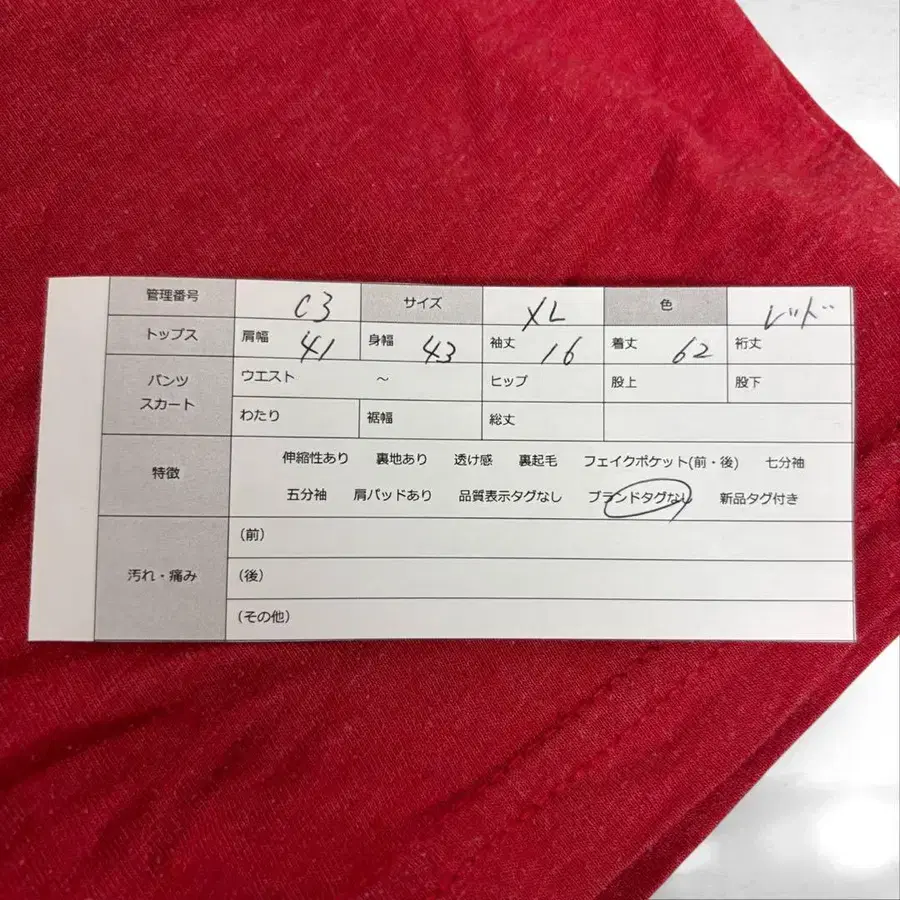 管理番号 C3 サイズ XL 色 レッド
トップス 肩幅 41 身幅 43 袖丈 16 着丈 62 裄丈
パンツ スカート ウエスト ～ ヒップ 股上 股下
わたり 裾幅 総丈
特徴 伸縮性あり 裏地あり 透け感 裏起毛 フェイクポケット(前・後) 七分袖
五分袖 肩パッドあり 品質表示タグなし ブランドタグなし 新品タグ付き
汚れ・痛み (前)
(後)
(その他)